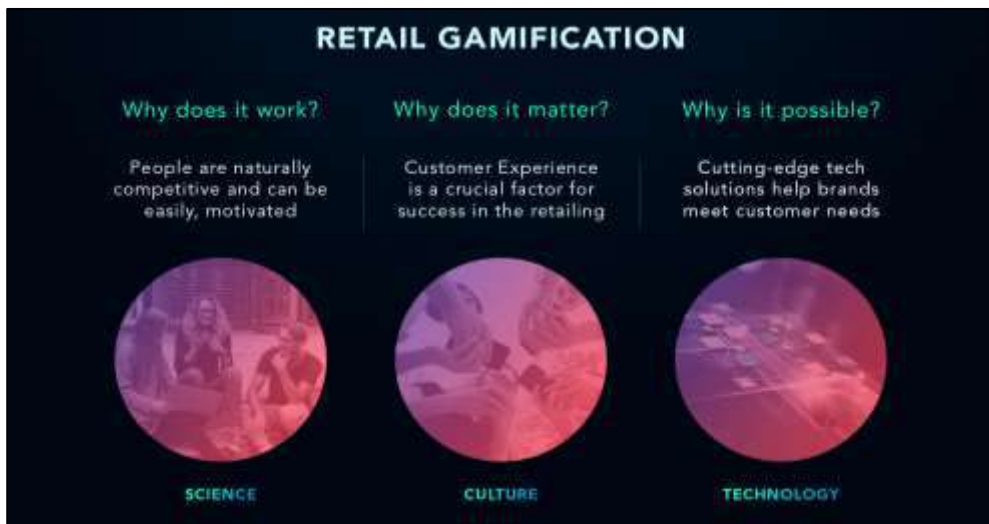 RETAIL GAMIFICATION
Why does it work?
People are naturally
competitive and can be
easily, motivated
Why does it matter?
Customer Experience
is a crucial factor for
success in the retailing
Why is it possible?
Cutting-edge tech
solutions help brands
meet customer needs
SCIENCE
CULTURE
TECHNOLOGY